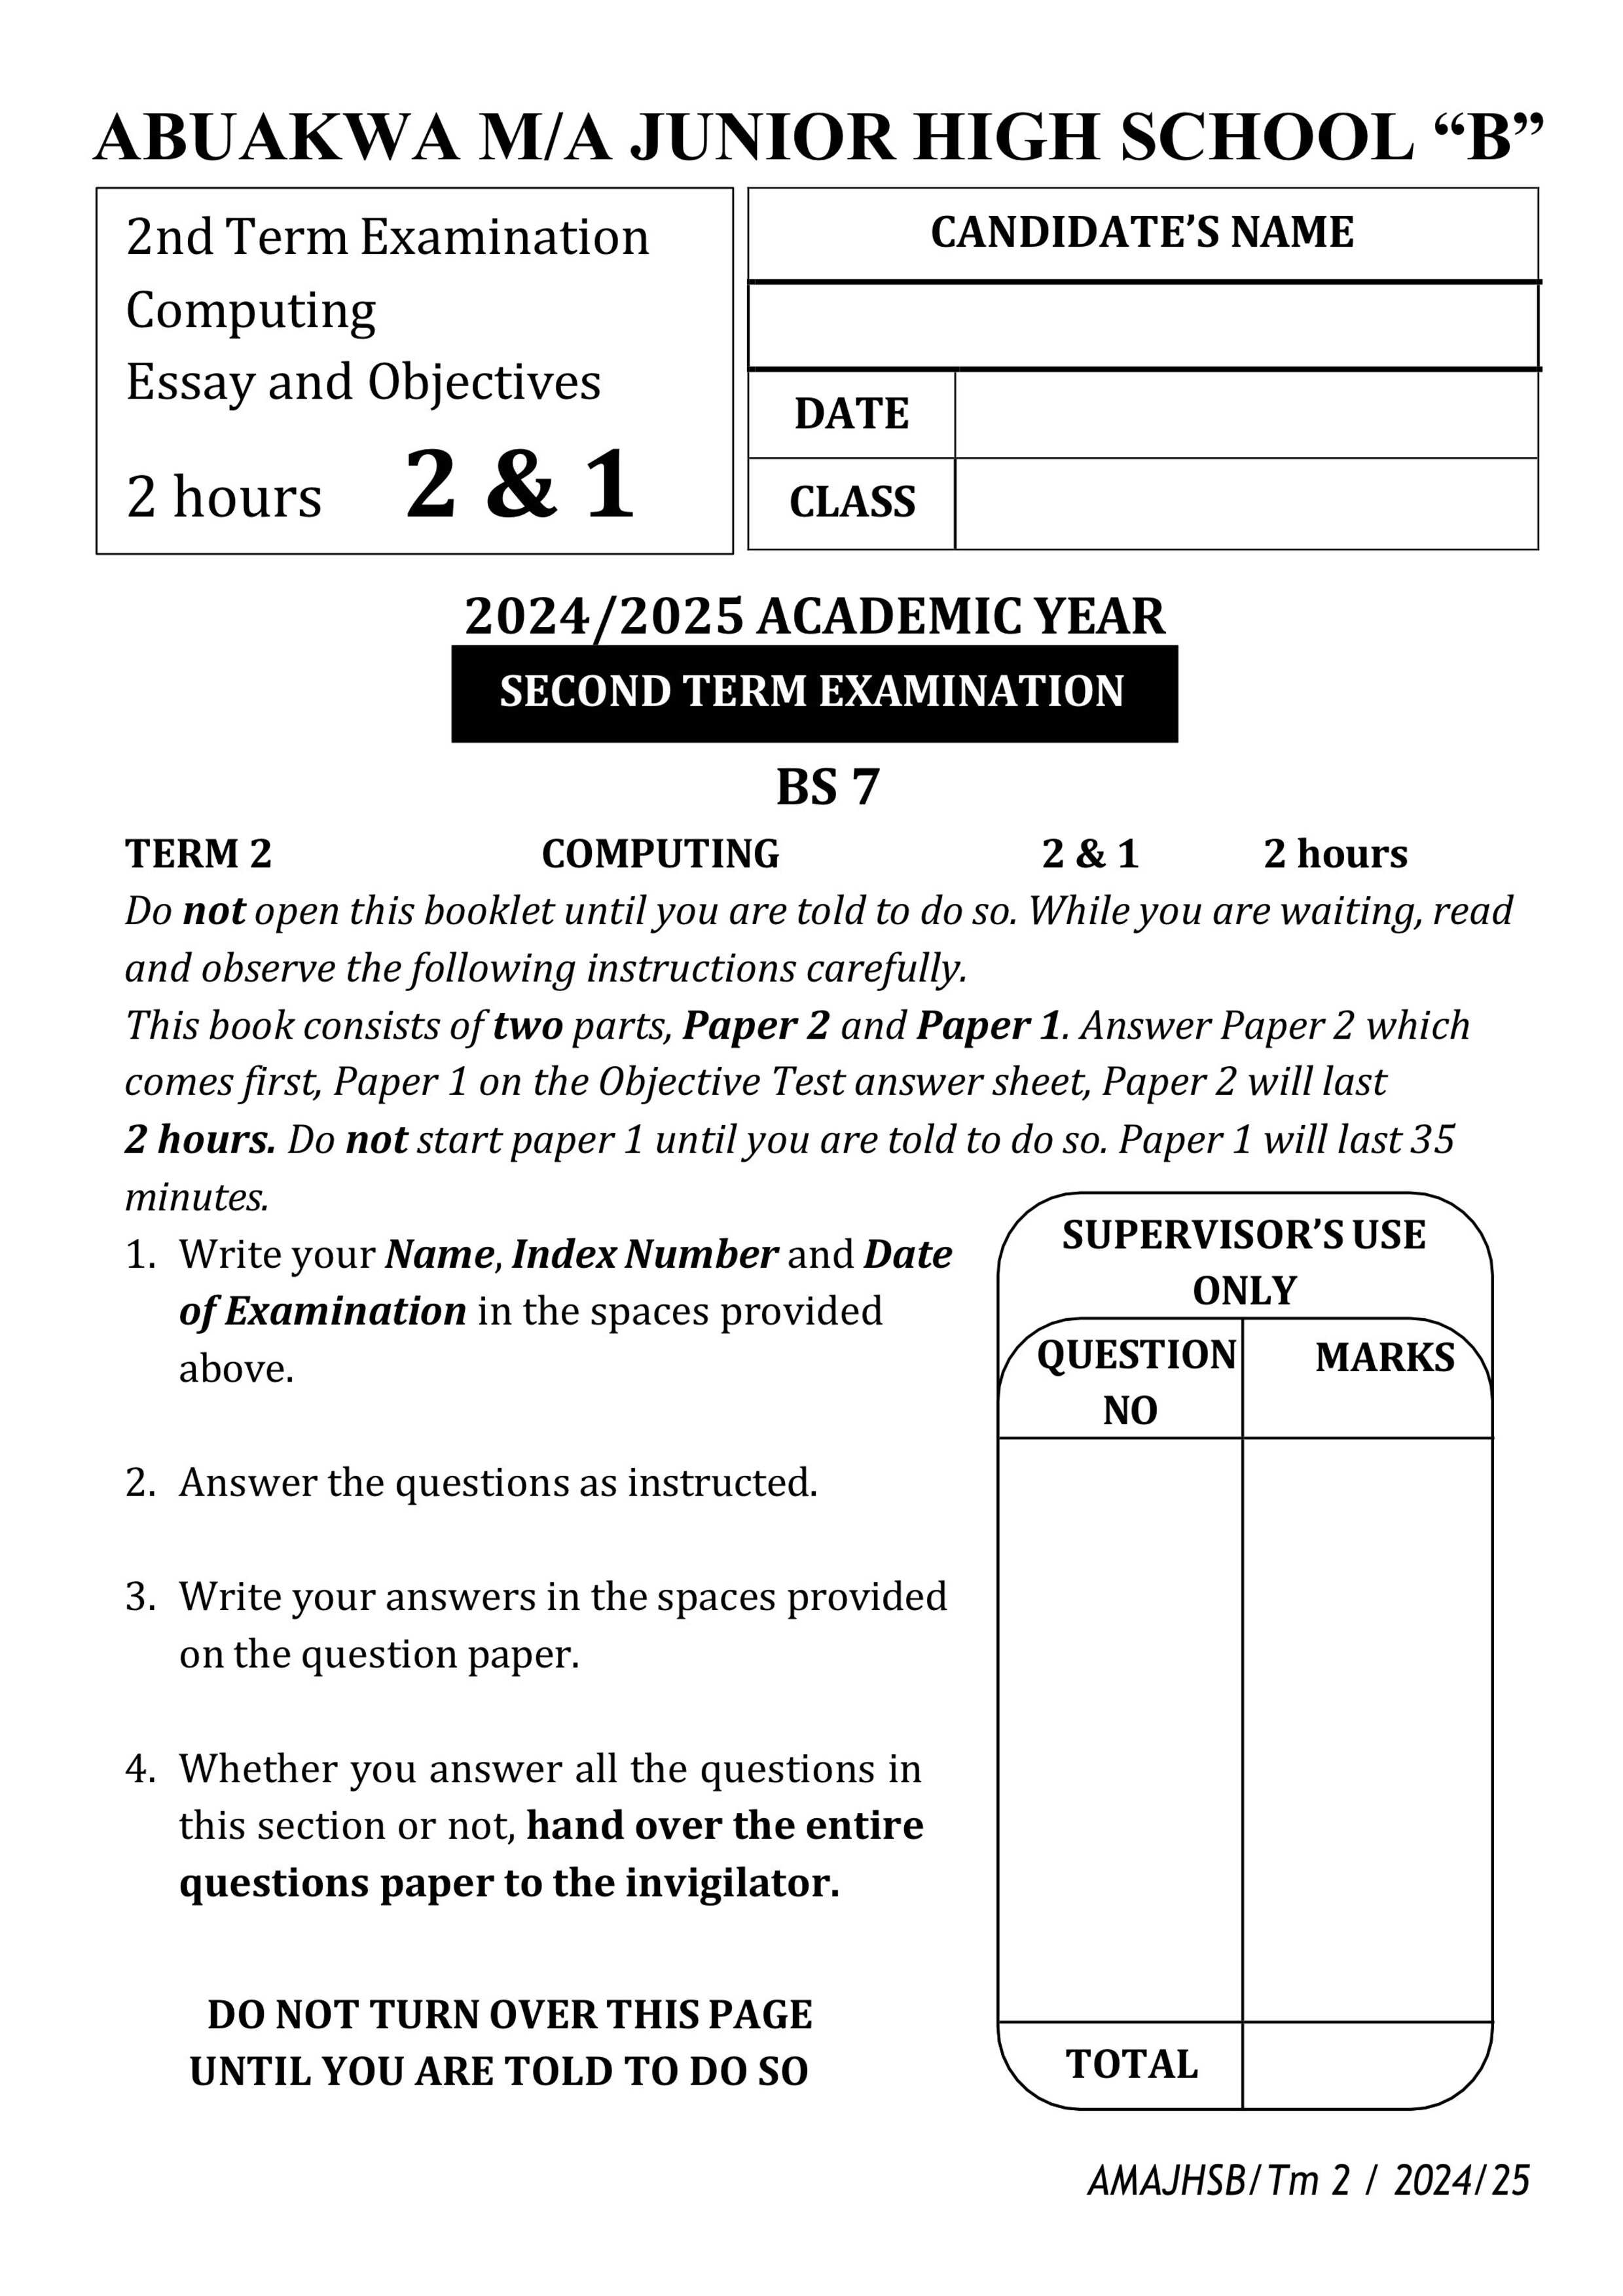 ABUAKWA M/A JUNIOR HIGH SCHOOL “B”
2nd Term Examination
Computing
Essay and Objectives
2 hours 2 & 1
CANDIDATE’S NAME
DATE
CLASS
2024/2025 ACADEMIC YEAR
SECOND TERM EXAMINATION
BS 7
TERM 2 COMPUTING 2 & 1 2 hours
Do not open this booklet until you are told to do so. While you are waiting, read
and observe the following instructions carefully.
This book consists of two parts, Paper 2 and Paper 1. Answer Paper 2 which
comes first, Paper 1 on the Objective Test answer sheet, Paper 2 will last
2 hours. Do not start paper 1 until you are told to do so. Paper 1 will last 35
minutes.
1. Write your Name, Index Number and Date
of Examination in the spaces provided
above.
2. Answer the questions as instructed.
3. Write your answers in the spaces provided
on the question paper.
4. Whether you answer all the questions in
this section or not, hand over the entire
questions paper to the invigilator.
DO NOT TURN OVER THIS PAGE
UNTIL YOU ARE TOLD TO DO SO
SUPERVISOR’S USE
ONLY
QUESTION
NO
MARKS
TOTAL
AMAJHSB/Tm 2 / 2024/25